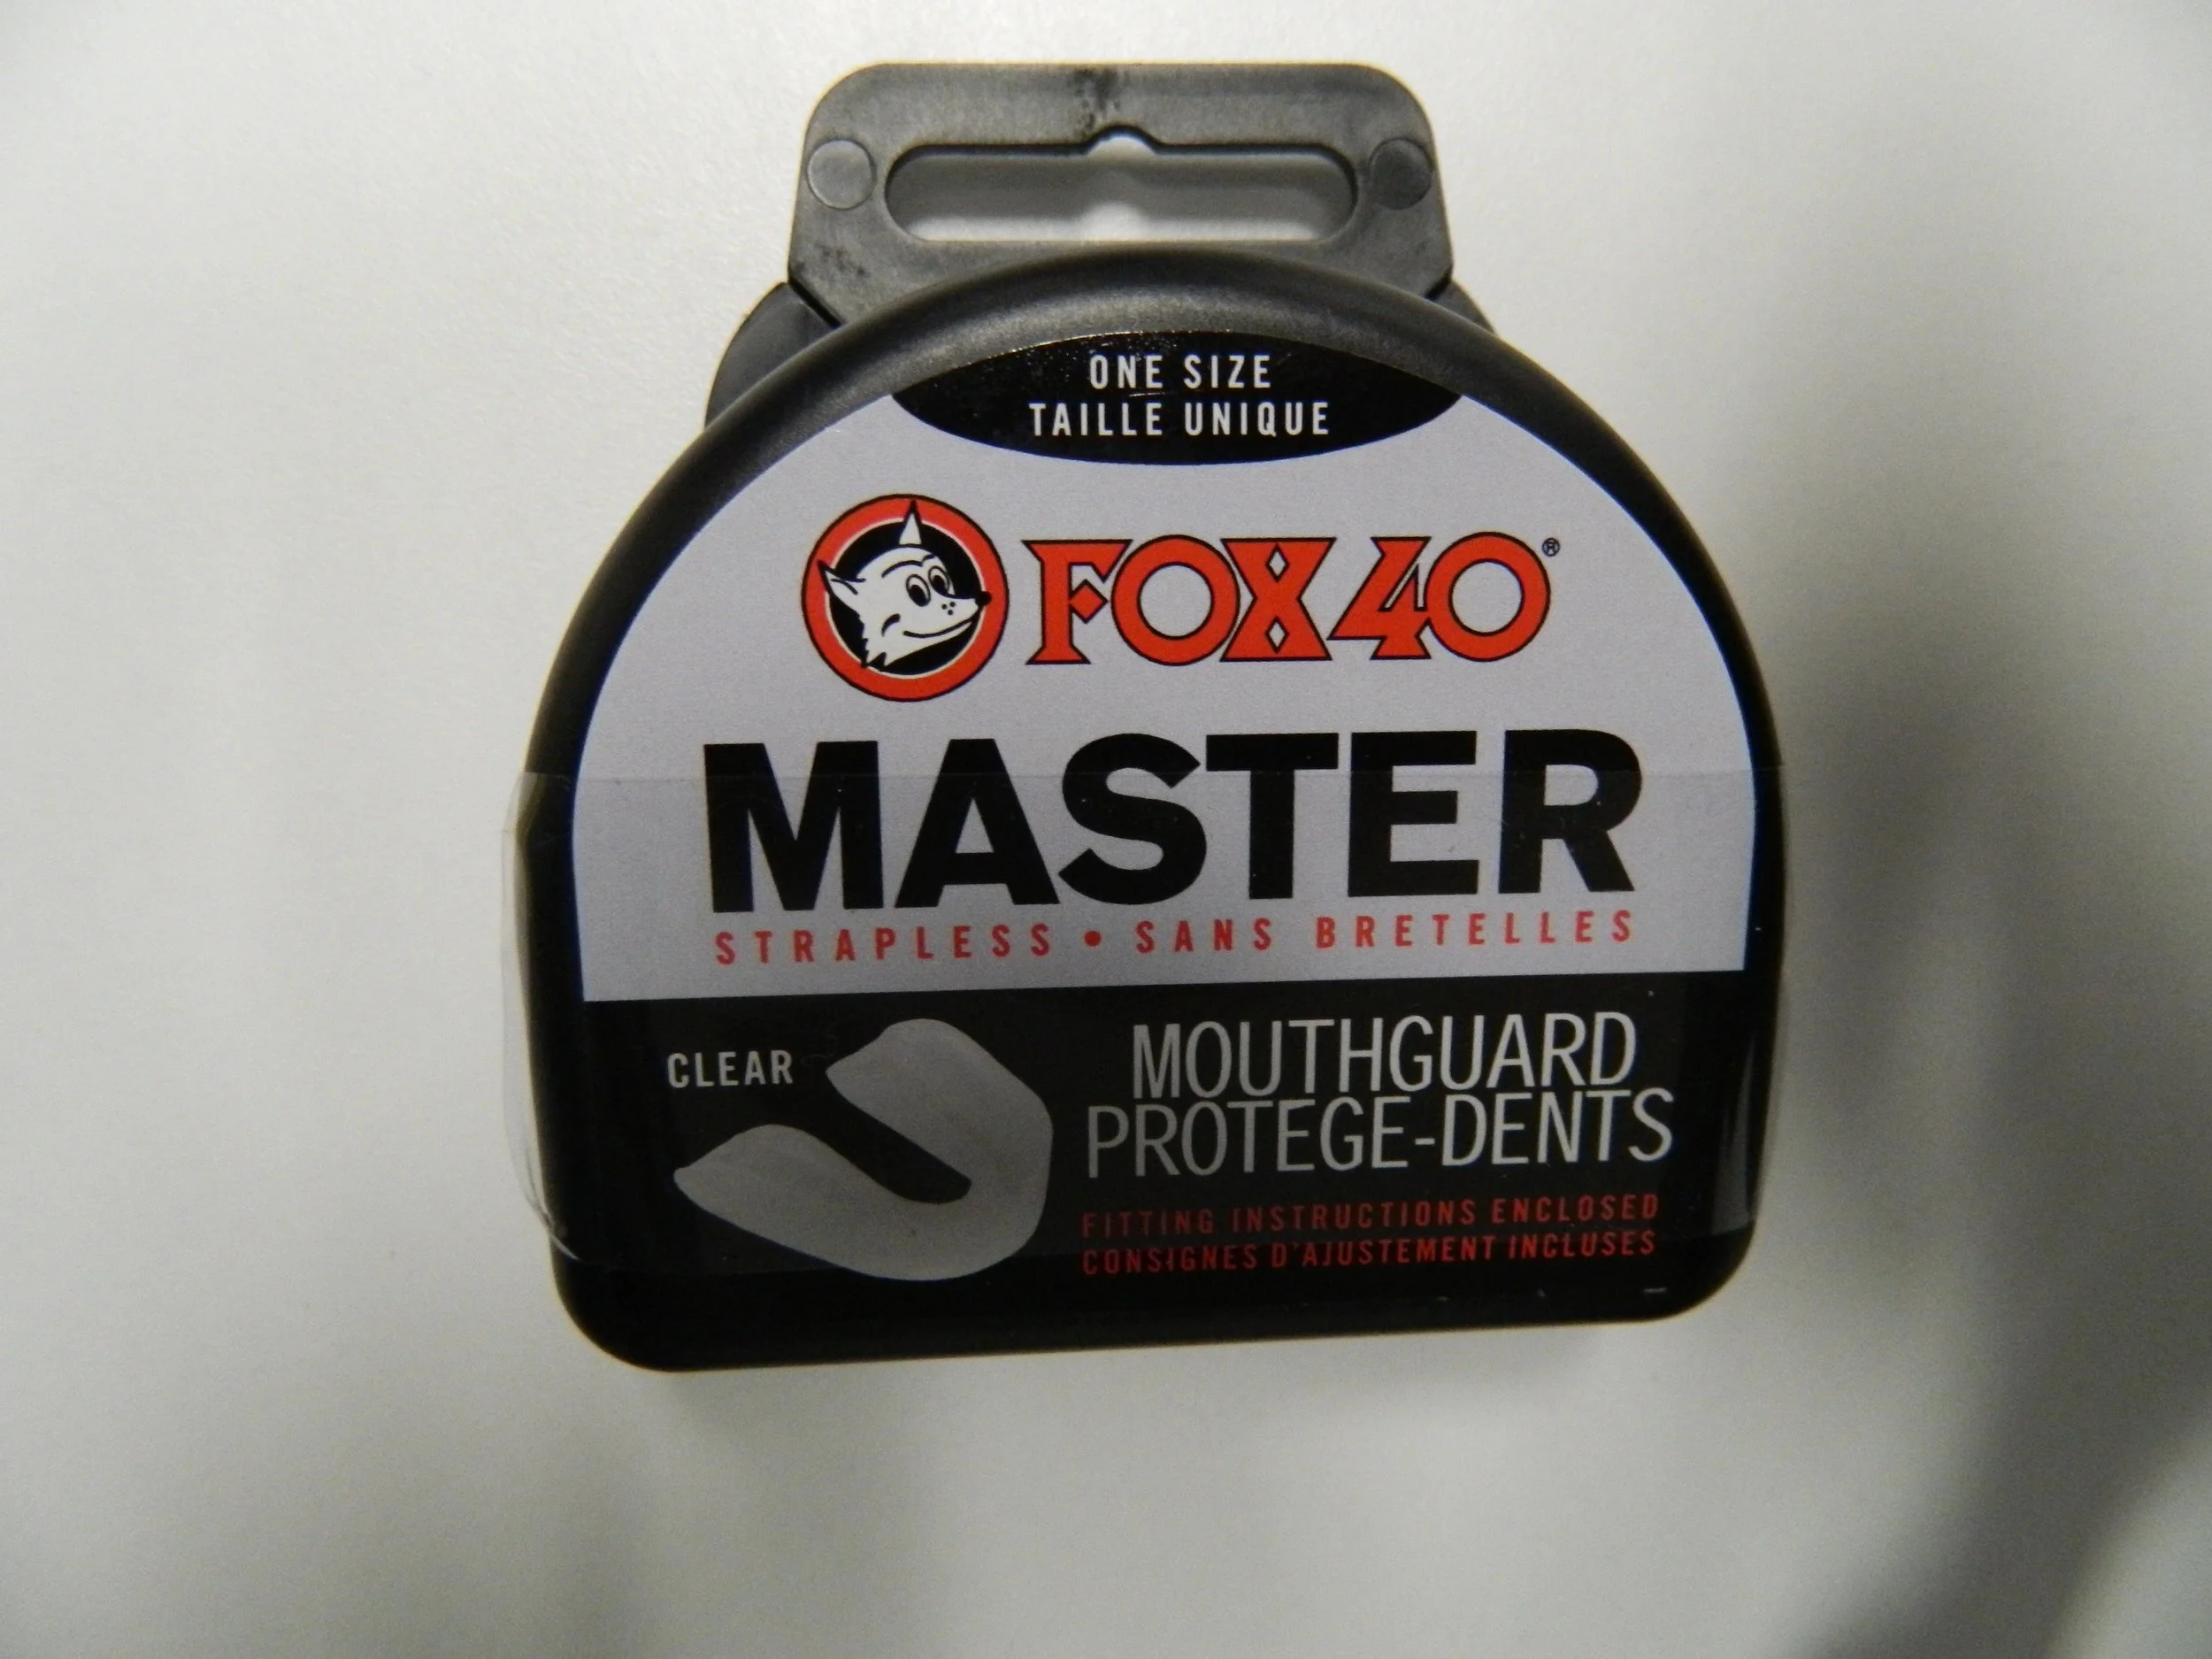 ONE SIZE
TAILLE UNIQUE
FOX 40®
MASTER
STRAPLESS • SANS BRETELLES
CLEAR
MOUTHGUARD
PROTEGE-DENTS
FITTING INSTRUCTIONS ENCLOSED
CONSIGNES D'AJUSTEMENT INCLUSES